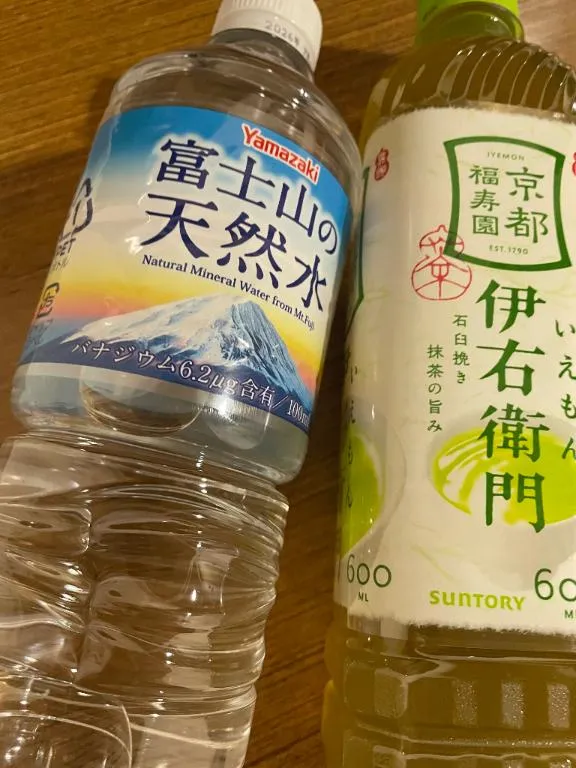 Yamazaki
富士山の
天然水
Natural Mineral Water from Mt.Fuji
バナジウム6.2μg含有/100m
IYEMON
京都
福寿園
EST.1790
伊右衛門
いえもん
石臼挽き
抹茶の旨み
600
ML
SUNTORY
60
M